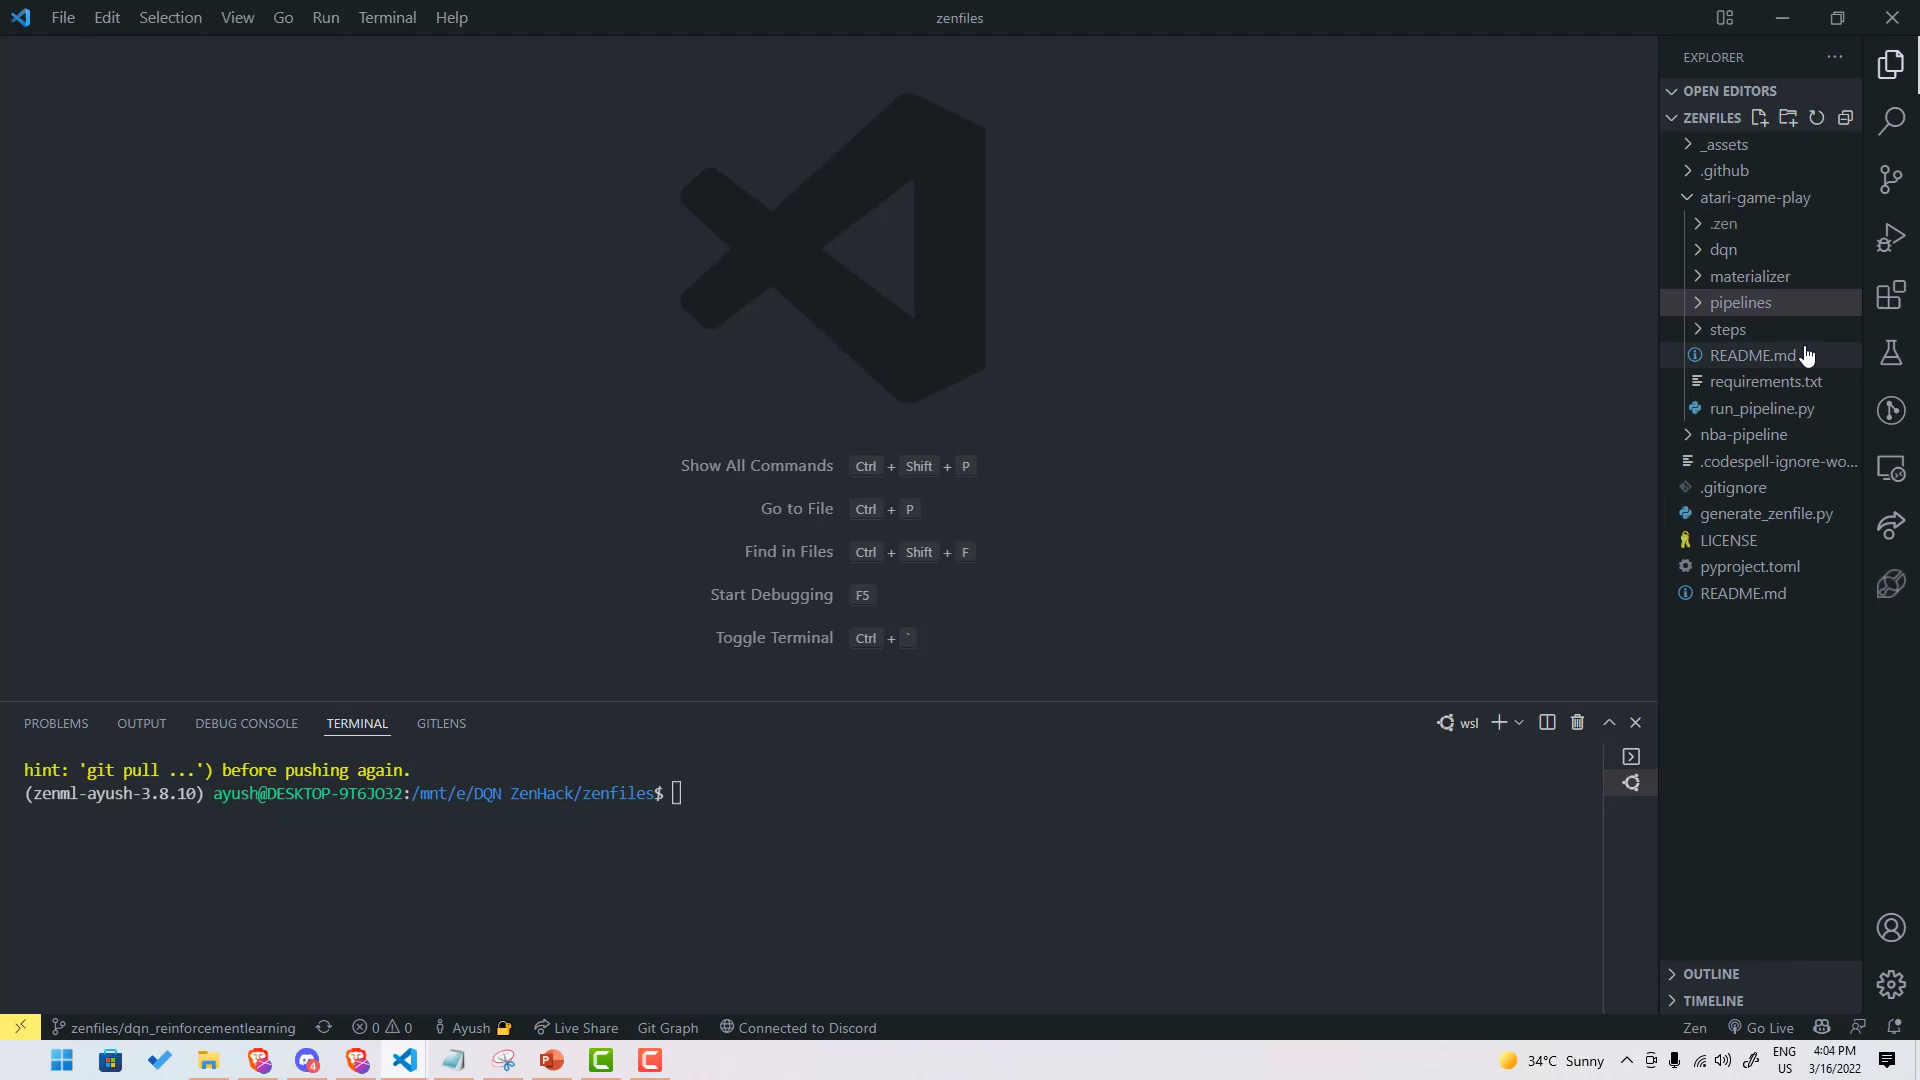 File Edit Selection View Go Run Terminal Help
zenfiles
EXPLORER
OPEN EDITORS
ZENFILES
_assets
.github
atari-game-play
.zen
dqn
materializer
pipelines
steps
README.md
requirements.txt
run_pipeline.py
nba-pipeline
.codespell-ignore-wo...
.gitignore
generate_zenfile.py
LICENSE
pyproject.toml
README.md
OUTLINE
TIMELINE
Show All Commands Ctrl + Shift + P
Go to File Ctrl + P
Find in Files Ctrl + Shift + F
Start Debugging F5
Toggle Terminal Ctrl + `
PROBLEMS OUTPUT DEBUG CONSOLE TERMINAL GITLENS
wsl
hint: 'git pull ...') before pushing again.
(zenml-ayush-3.8.10) ayush@DESKTOP-9T6JO32:/mnt/e/DQN ZenHack/zenfiles$
zenfiles/dqn_reinforcementlearning 0 0 Ayush Live Share Git Graph Connected to Discord Zen Go Live
4
34°C Sunny
ENG
US
4:04 PM
3/16/2022